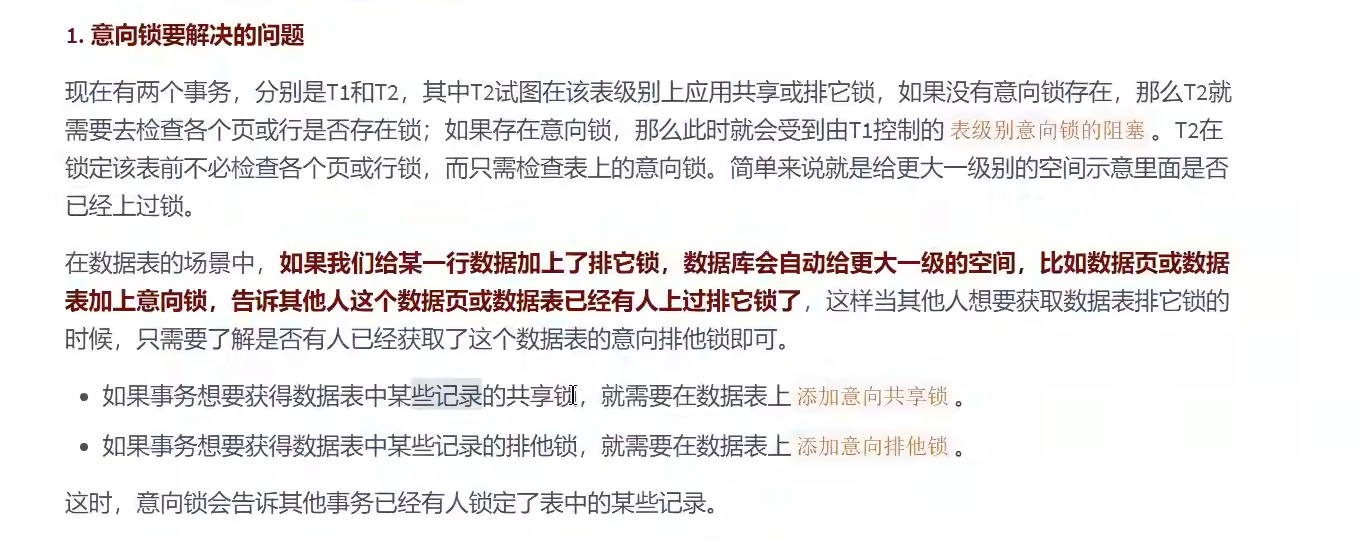 1. 意向锁要解决的问题
现在有两个事务，分别是T1和T2，其中T2试图在该表级别上应用共享或排它锁，如果没有意向锁存在，那么T2就
需要去检查各个页或行是否存在锁；如果存在意向锁，那么此时就会受到由T1控制的 表级别意向锁的阻塞 。T2在
锁定该表前不必检查各个页或行锁，而只需检查表上的意向锁。简单来说就是给更大一级别的空间示意里面是否
已经上过锁。
在数据表的场景中，如果我们给某一行数据加上了排它锁，数据库会自动给更大一级的空间，比如数据页或数据
表加上意向锁，告诉其他人这个数据页或数据表已经有人上过排它锁了，这样当其他人想要获取数据表排它锁的
时候，只需要了解是否有人已经获取了这个数据表的意向排他锁即可。
• 如果事务想要获得数据表中某些记录的共享锁，就需要在数据表上 添加意向共享锁 。
• 如果事务想要获得数据表中某些记录的排他锁，就需要在数据表上 添加意向排他锁 。
这时，意向锁会告诉其他事务已经有人锁定了表中的某些记录。